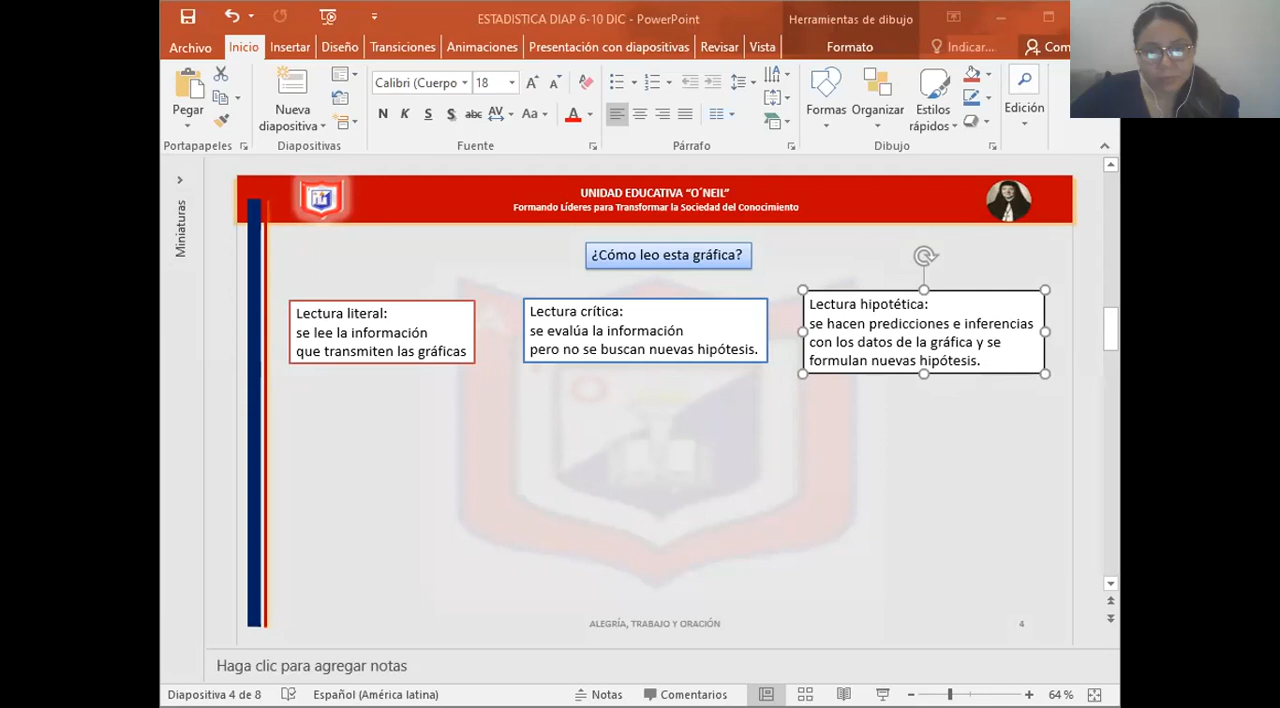 ESTADISTICA DIAP 6-10 DIC - PowerPoint
Herramientas de dibujo
Archivo
Inicio
Insertar
Diseño
Transiciones
Animaciones
Presentación con diapositivas
Revisar
Vista
Formato
Indicar...
Com
Pegar
Nueva
diapositiva
Calibri (Cuerpo
18
N K S S abc AV Aa A
Formas
Organizar
Estilos
rápidos
Edición
Portapapeles
Diapositivas
Fuente
Párrafo
Dibujo
Miniaturas
UNIDAD EDUCATIVA “O´NEIL”
Formando Líderes para Transformar la Sociedad del Conocimiento
¿Cómo leo esta gráfica?
Lectura literal:
se lee la información
que transmiten las gráficas
Lectura crítica:
se evalúa la información
pero no se buscan nuevas hipótesis.
Lectura hipotética:
se hacen predicciones e inferencias
con los datos de la gráfica y se
formulan nuevas hipótesis.
ALEGRÍA, TRABAJO Y ORACIÓN
4
Haga clic para agregar notas
Diapositiva 4 de 8
Español (América latina)
Notas
Comentarios
64 %